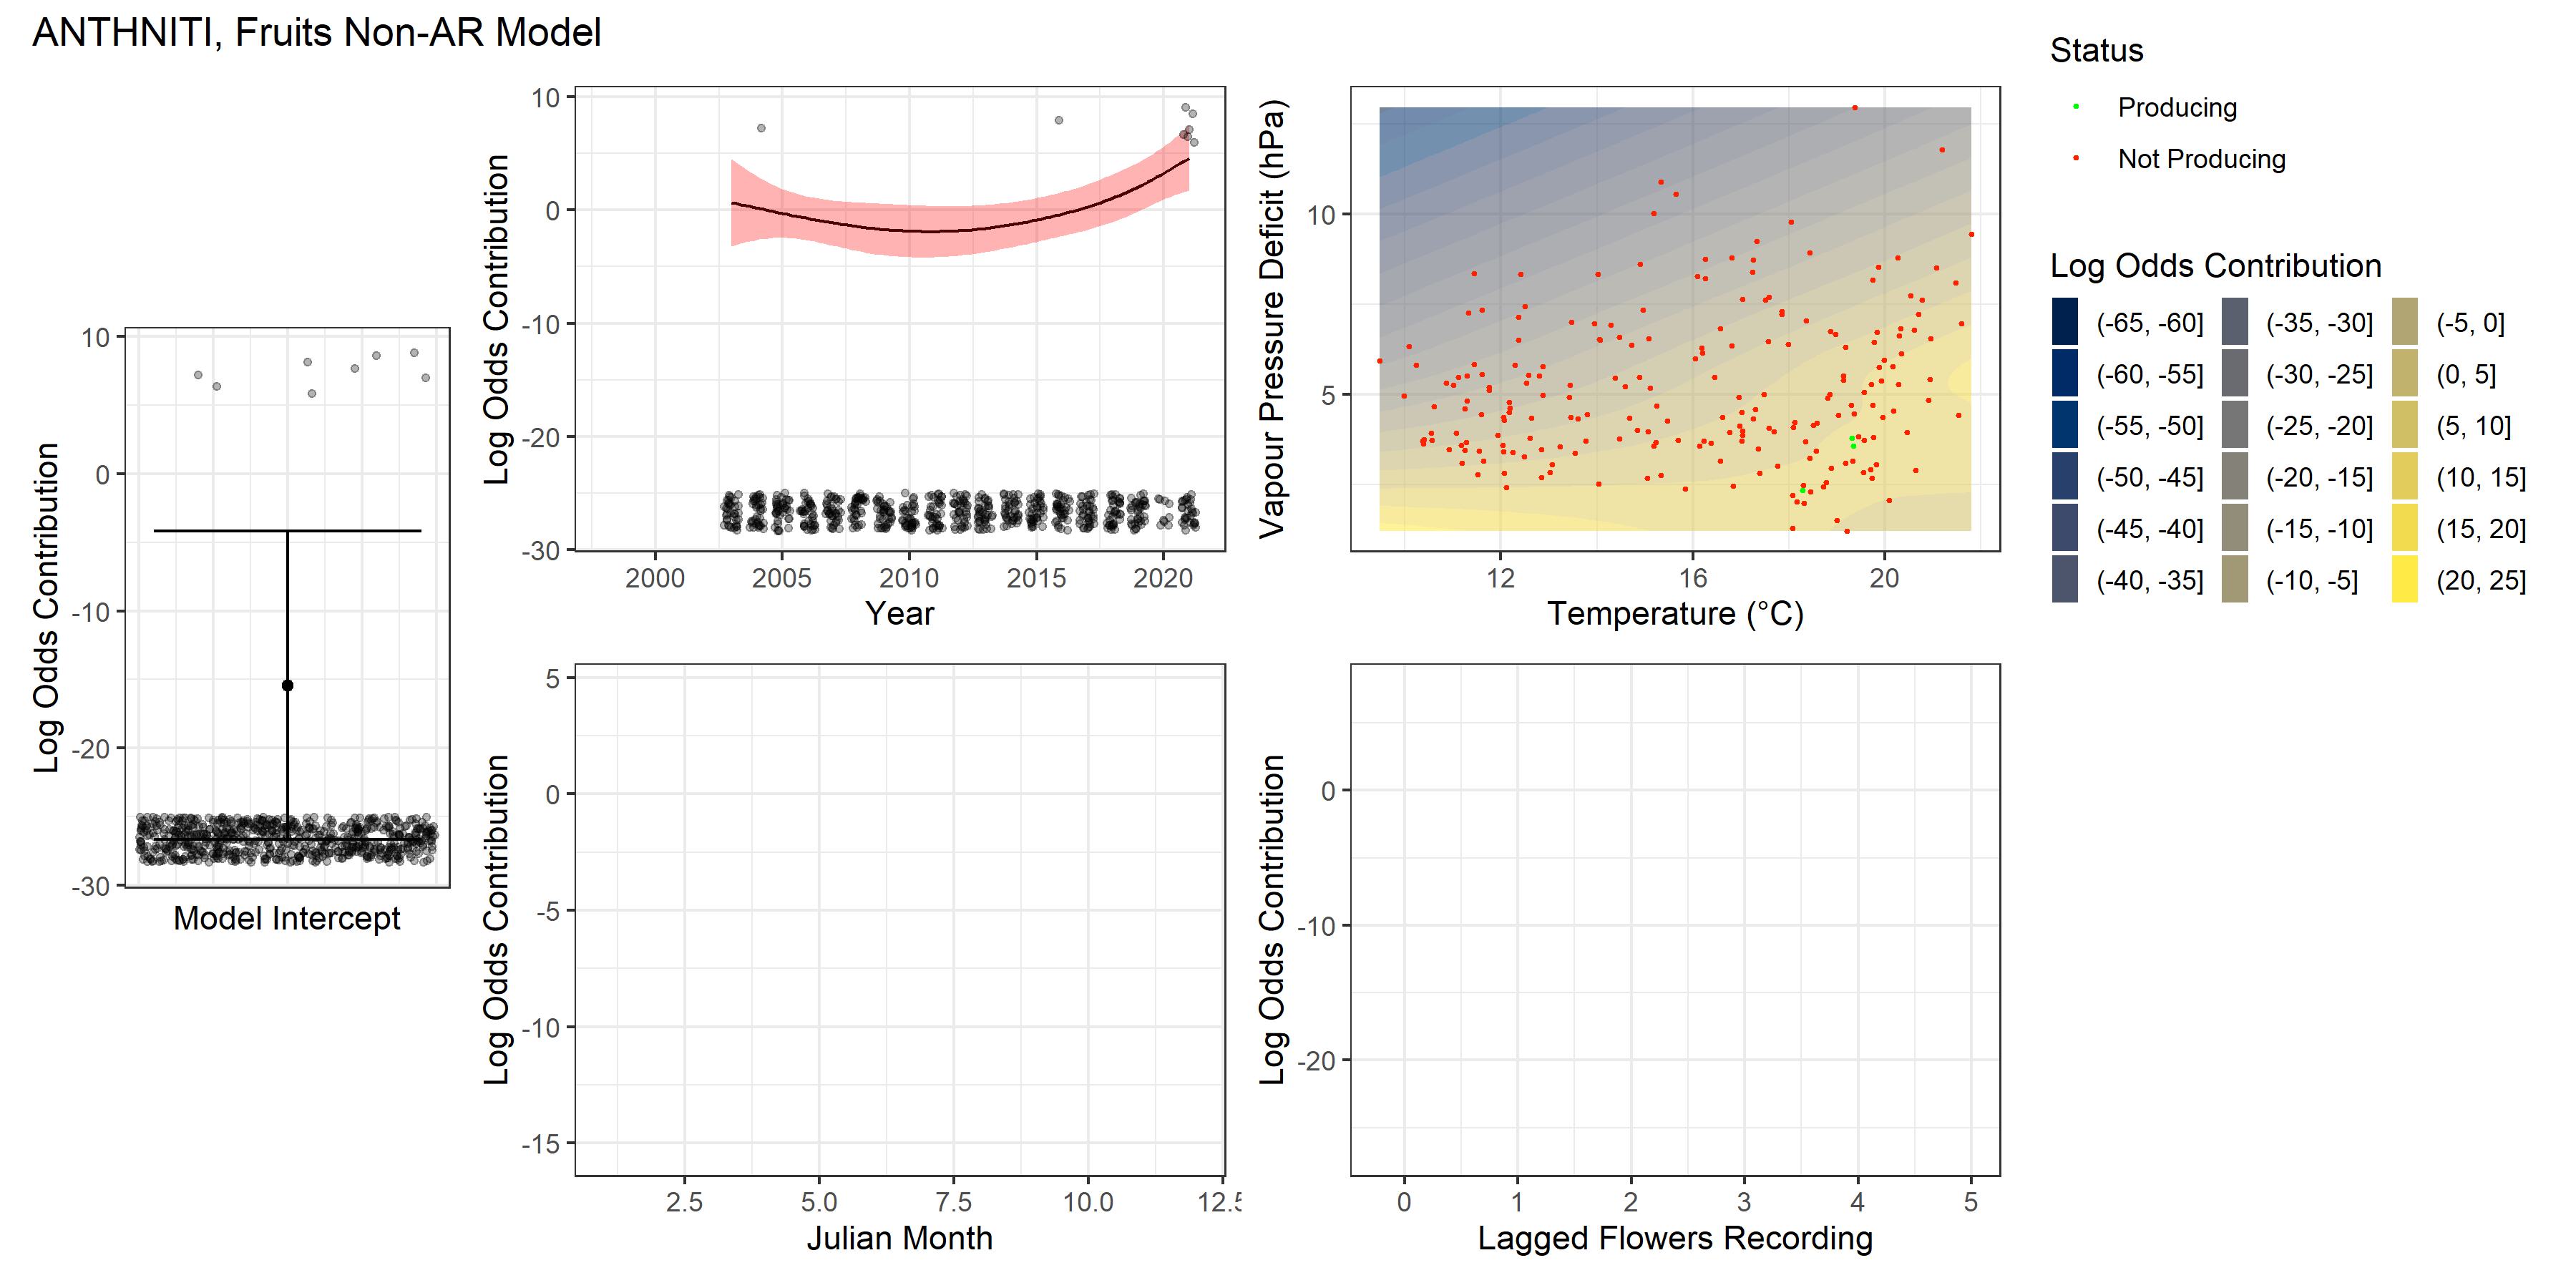 ANTHNITI, Fruits Non-AR Model
Log Odds Contribution
10
0
-10
-20
-30
Model Intercept
Log Odds Contribution
10
0
-10
-20
-30
2000 2005 2010 2015 2020
Year
Vapour Pressure Deficit (hPa)
10
5
12 16 20
Temperature (°C)
Status
Producing
Not Producing
Log Odds Contribution
(-65, -60] (-35, -30] (-5, 0]
(-60, -55] (-30, -25] (0, 5]
(-55, -50] (-25, -20] (5, 10]
(-50, -45] (-20, -15] (10, 15]
(-45, -40] (-15, -10] (15, 20]
(-40, -35] (-10, -5] (20, 25]
Log Odds Contribution
5
0
-5
-10
-15
2.5 5.0 7.5 10.0 12.5
Julian Month
Log Odds Contribution
0
-10
-20
0 1 2 3 4 5
Lagged Flowers Recording